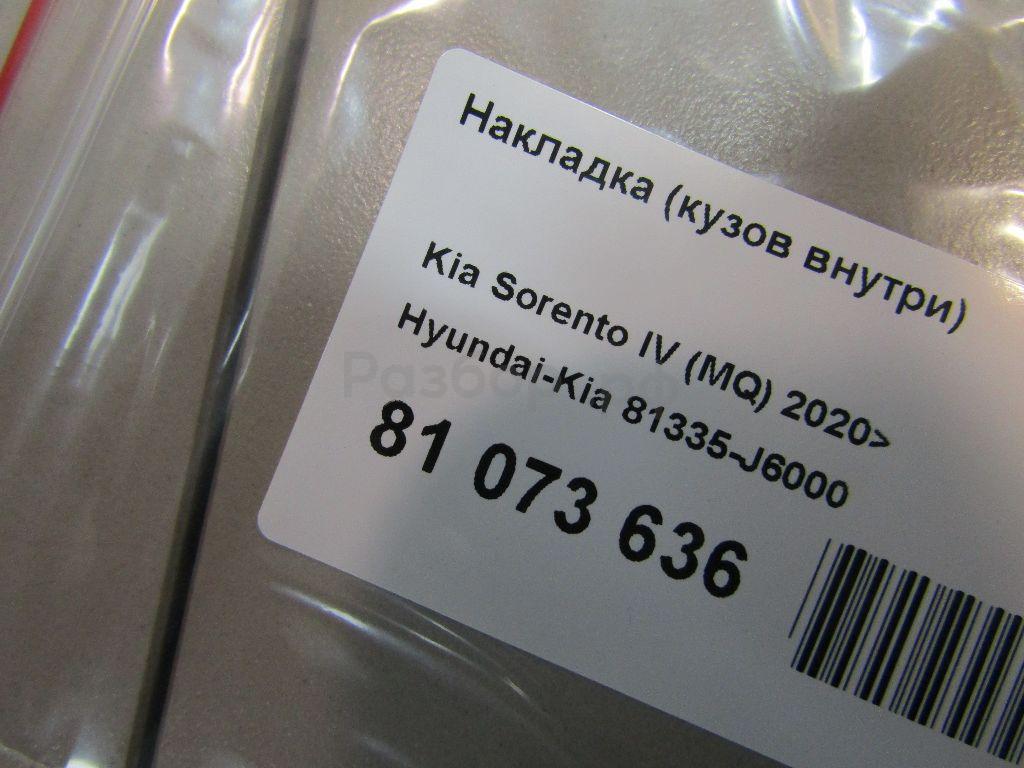 Накладка (кузов внутри)
Kia Sorento IV (MQ) 2020>
Hyundai-Kia 81335-J6000
81 073 636